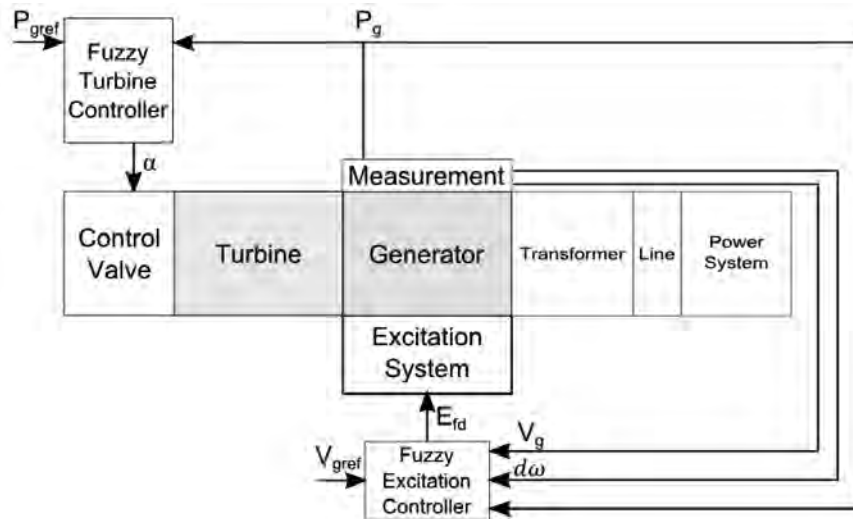 P_gref
P_g
Fuzzy
Turbine
Controller
α
Measurement
Control
Valve
Turbine
Generator
Transformer
Line
Power
System
Excitation
System
E_fd
V_g
V_gref
Fuzzy
Excitation
Controller
dω